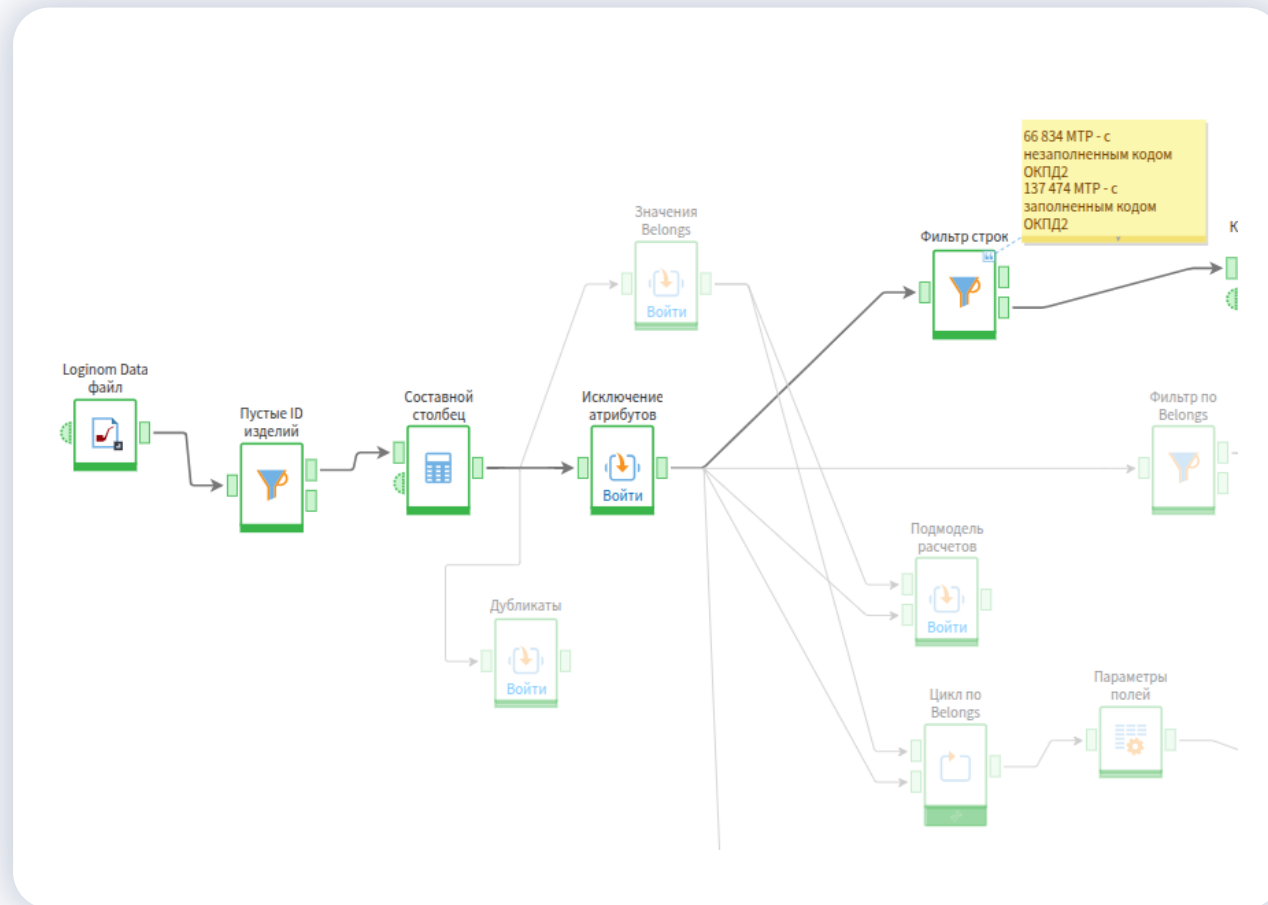 66 834 МТР - с
незаполненным кодом
ОКПД2
137 474 МТР - с
заполненным кодом
ОКПД2
Значения
Belongs
Войти
Фильтр строк
К
Loginom Data
файл
Пустые ID
изделий
Составной
столбец
Исключение
атрибутов
Войти
Фильтр по
Belongs
Подмодель
расчетов
Войти
Дубликаты
Войти
Цикл по
Belongs
Параметры
полей